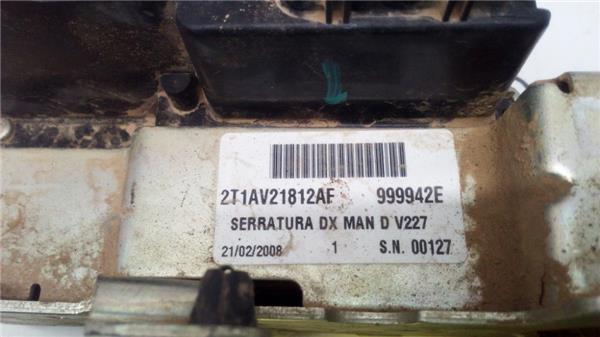 2T1AV21812AF 999942E
SERRATURA DX MAN D V227
21/02/2008 1 S.N. 00127